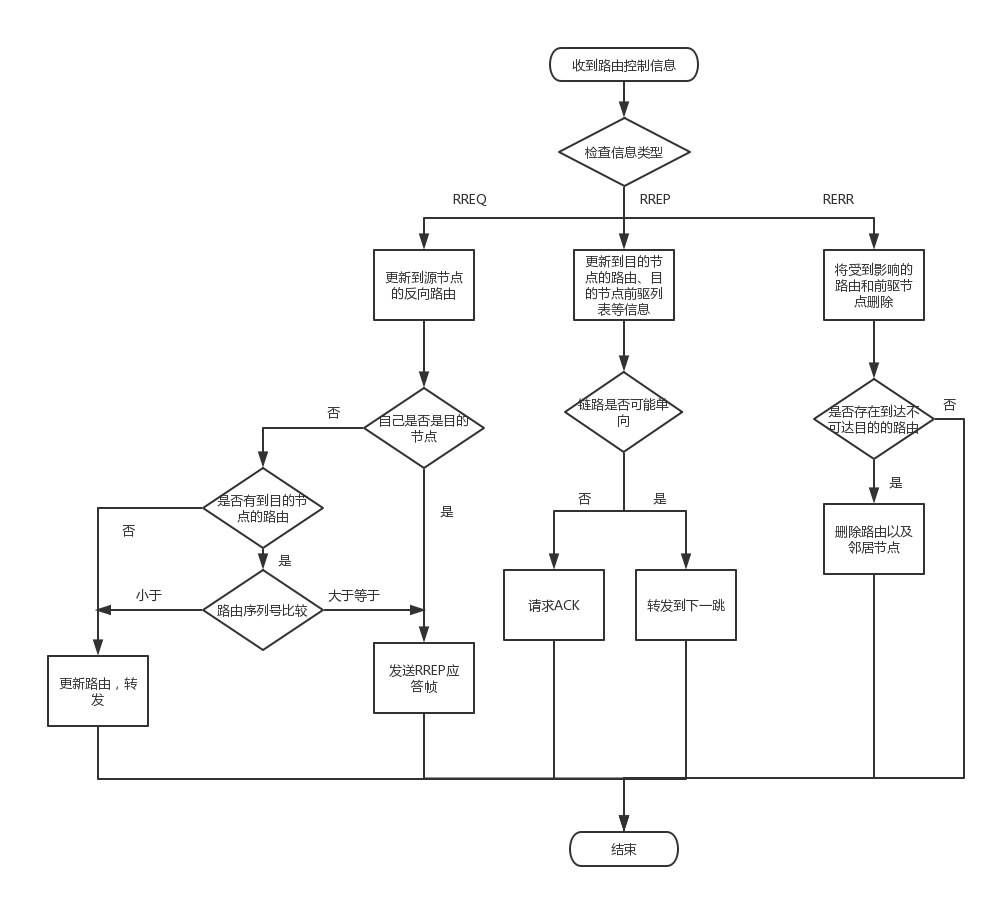 收到路由控制信息
检查信息类型
RREQ
RREP
RERR
更新到源节点
的反向路由
更新到目的节
点的路由、目
的节点前驱列
表等信息
将受到影响的
路由和前驱节
点删除
否
自己是否是目的
节点
链路是否可能单
向
是否存在到达不
可达目的的路由
否
是否有到目的节
点的路由
否
是
否
是
是
删除路由以及
邻居节点
是
小于
路由序列号比较
大于等于
请求ACK
转发到下一跳
更新路由，转
发
发送RREP应
答帧
结束